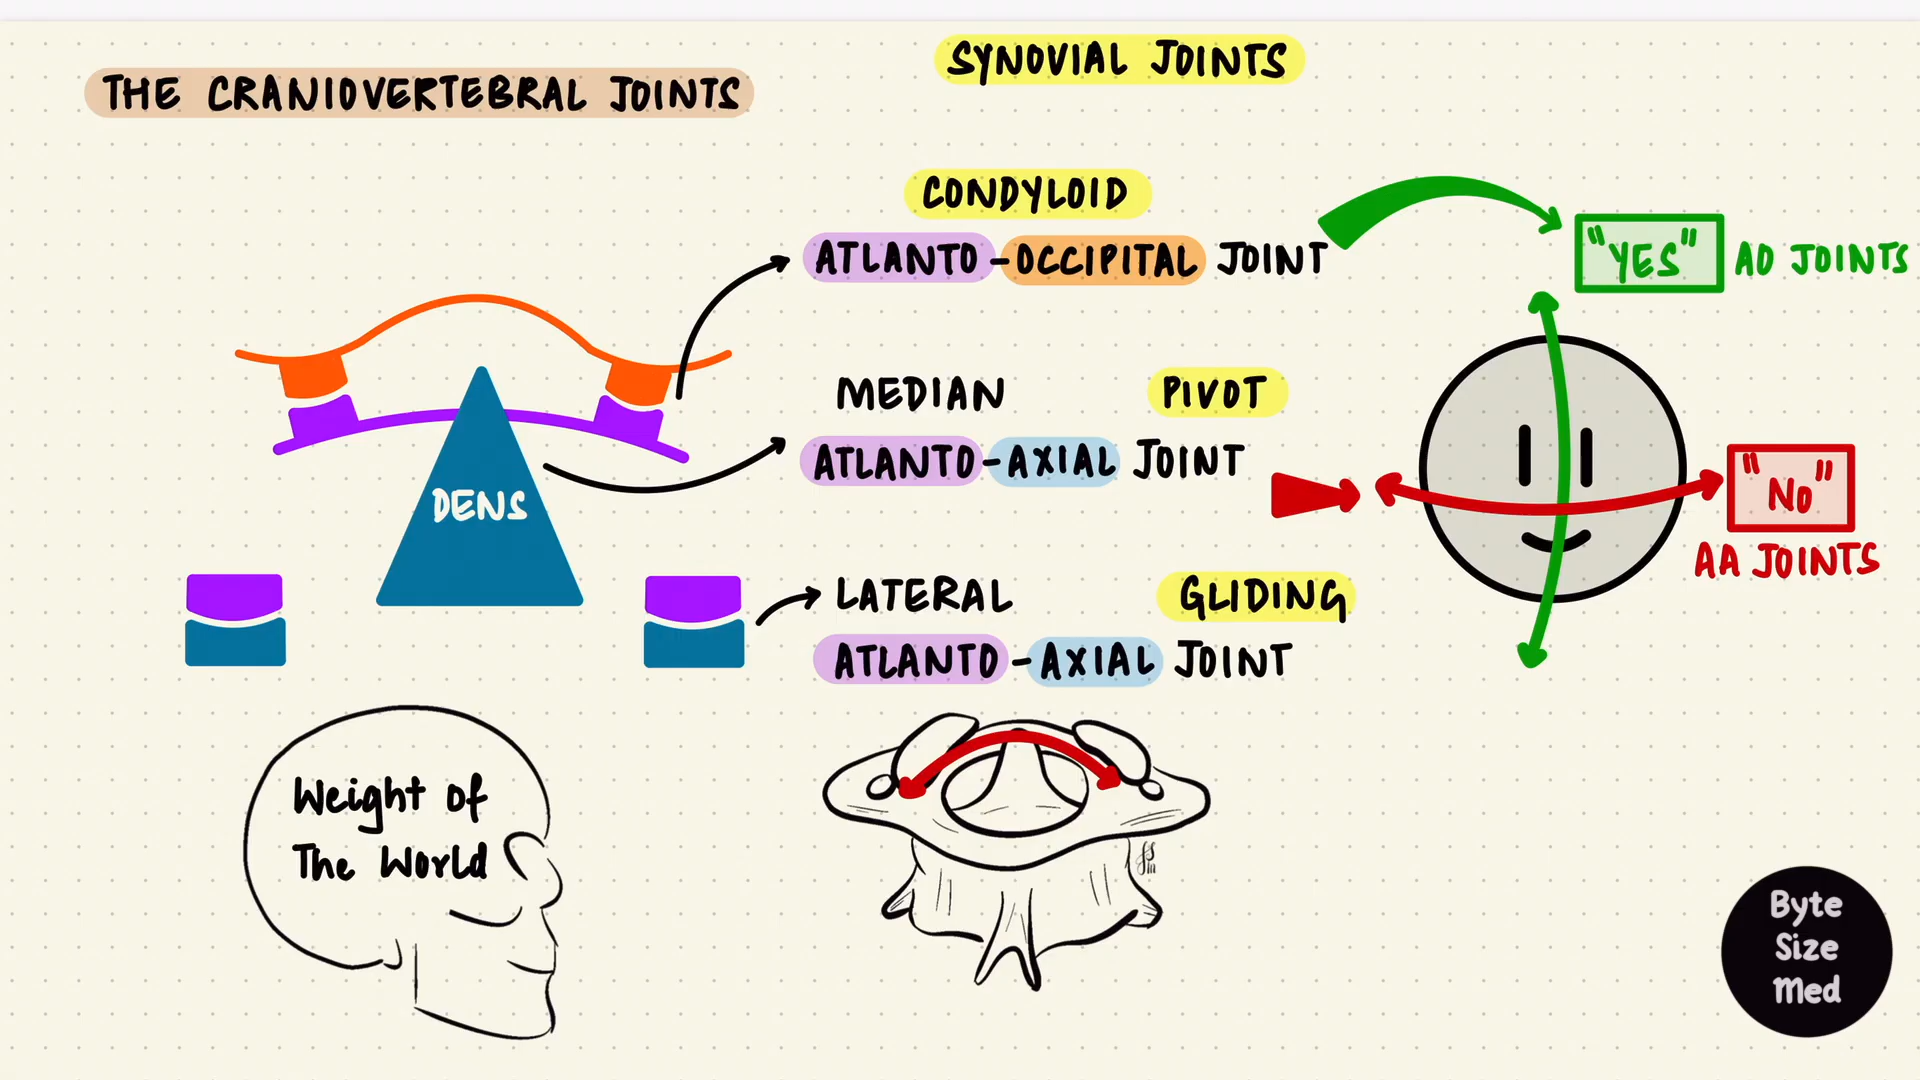 THE CRANIOVERTEBRAL JOINTS
SYNOVIAL JOINTS
CONDYLOID
ATLANTO-OCCIPITAL JOINT
"YES" AO JOINTS
MEDIAN PIVOT
ATLANTO-AXIAL JOINT
"NO"
AA JOINTS
DENS
LATERAL GLIDING
ATLANTO-AXIAL JOINT
Weight of
The World
Byte
Size
Med